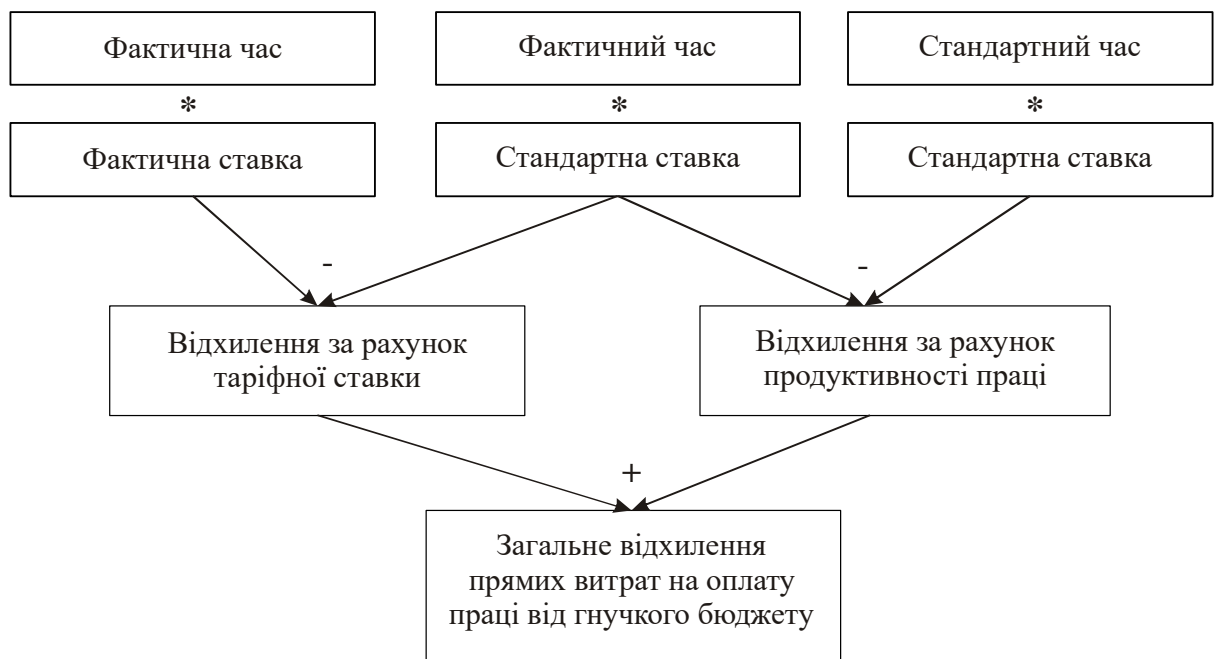 Фактична час
Фактичний час
Стандартний час
*
*
*
Фактична ставка
Стандартна ставка
Стандартна ставка
-
-
Відхилення за рахунок
таріфної ставки
Відхилення за рахунок
продуктивності праці
+
Загальне відхилення
прямих витрат на оплату
праці від гнучкого бюджету